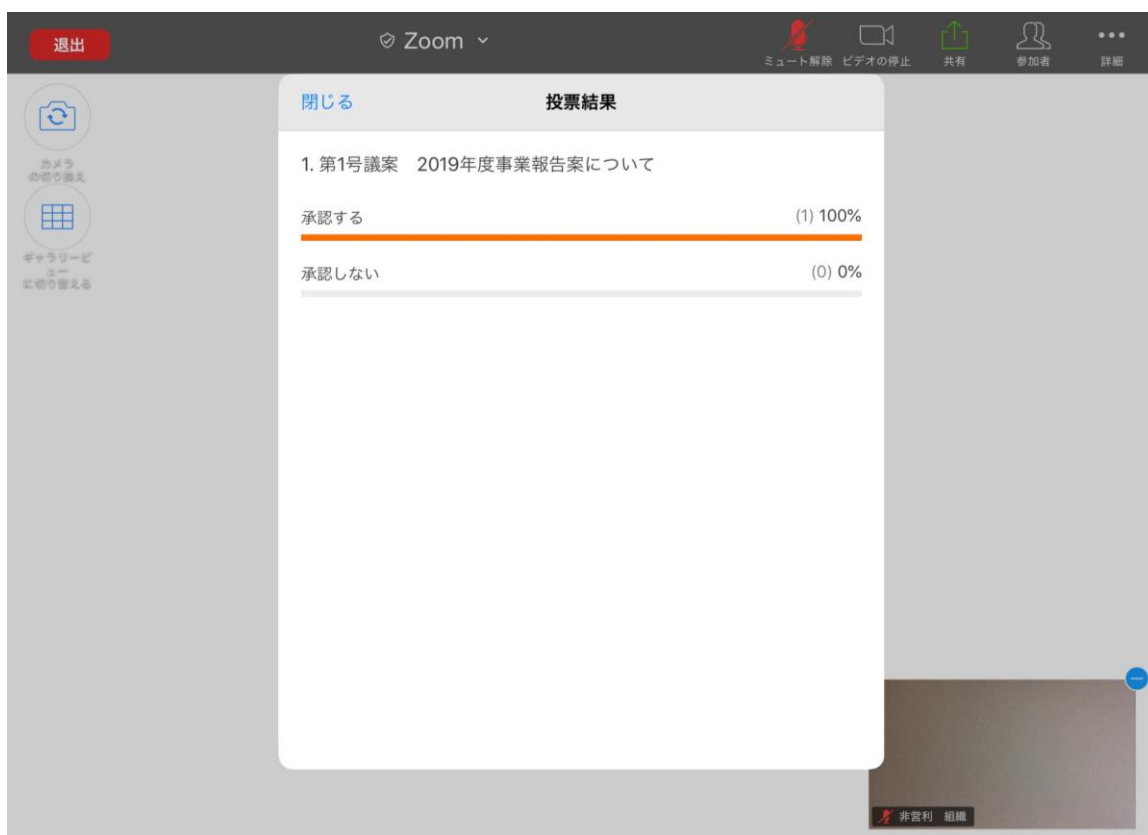 退出
Zoom
ミュート解除 ビデオの停止 共有 参加者 詳細
カメラ
の切り換え
ギャラリービ
ュー
に切り替える
閉じる 投票結果
1. 第1号議案 2019年度事業報告案について
承認する (1) 100%
承認しない (0) 0%
非営利 組織